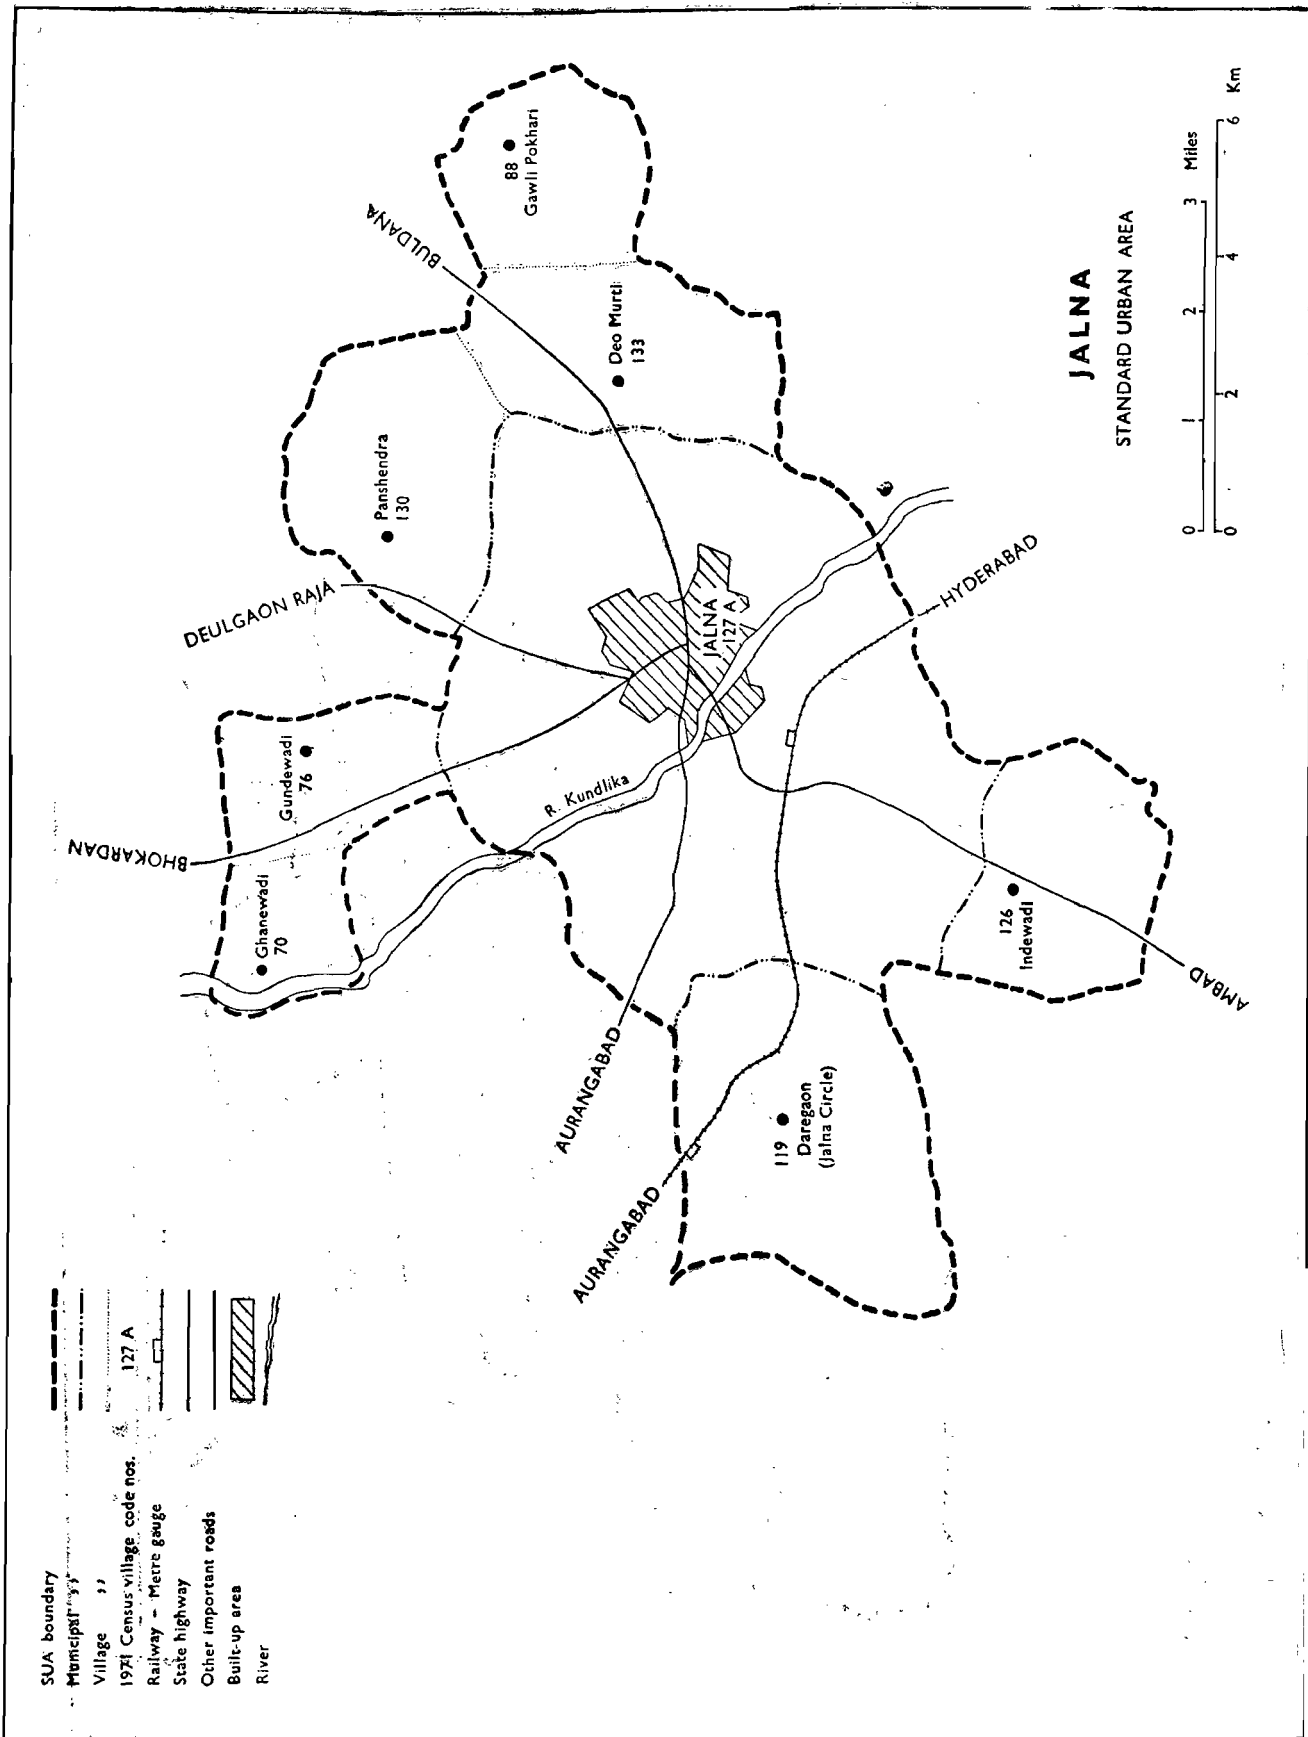 SUA boundary
Municipal ,,
Village ,,
1971 Census village code nos. 127 A
Railway - Metre gauge
State highway
Other important roads
Built-up area
River
BHOKARDAN
DEULGAON RAJA
BULDANA
Ghanewadi
70
Gundewadi
76
Panshendra
130
88
Gawli Pokhari
Deo Murti
133
R. Kundlika
JALNA
127 A
AURANGABAD
AURANGABAD
119
Daregaon
(Jalna Circle)
HYDERABAD
126
Indewadi
AMBAD
JALNA
STANDARD URBAN AREA
0 1 2 3 Miles
0 2 4 6 Km